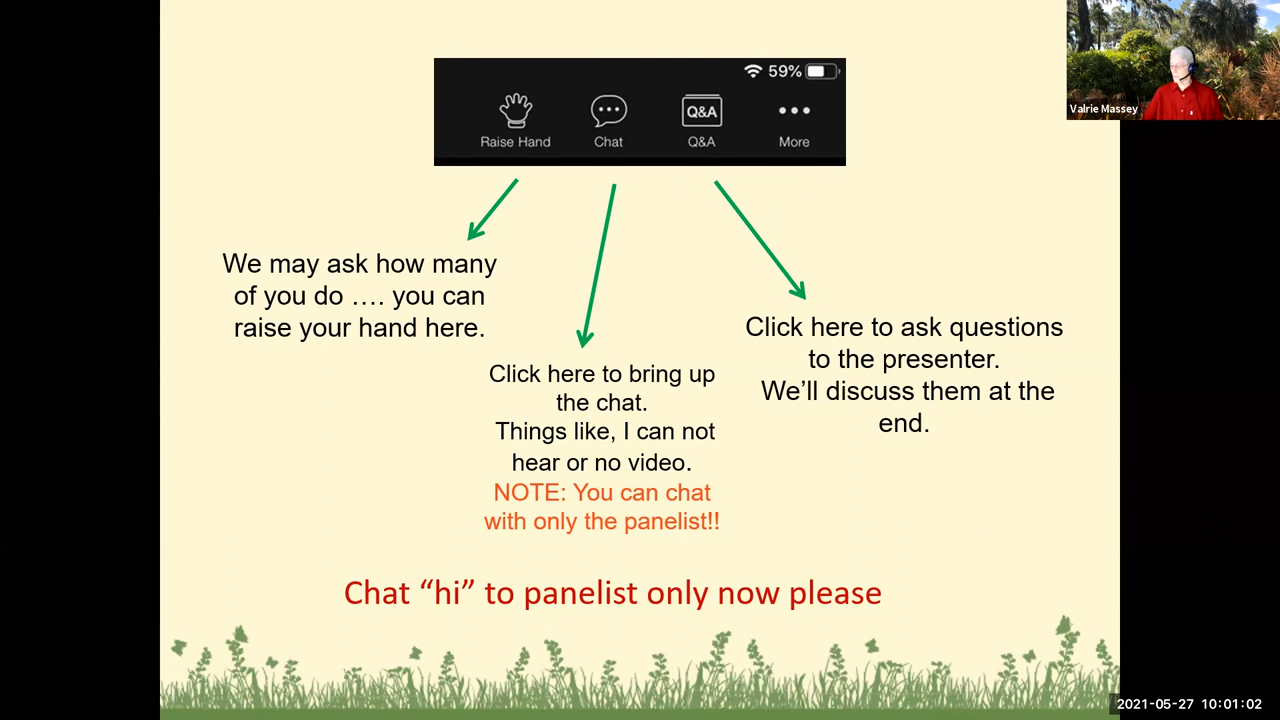 59%
Q&A
Raise Hand
Chat
Q&A
More
Valrie Massey
We may ask how many
of you do …. you can
raise your hand here.
Click here to bring up
the chat.
Things like, I can not
hear or no video.
NOTE: You can chat
with only the panelist!!
Click here to ask questions
to the presenter.
We’ll discuss them at the
end.
Chat “hi” to panelist only now please
2021-05-27 10:01:02